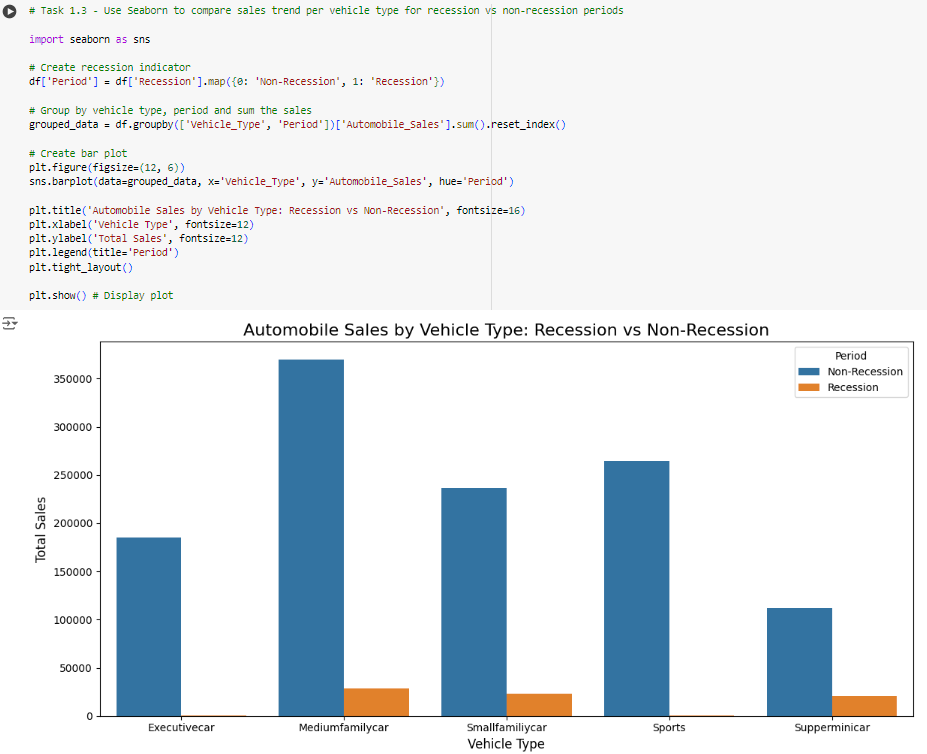 # Task 1.3 - Use Seaborn to compare sales trend per vehicle type for recession vs non-recession periods
import seaborn as sns
# Create recession indicator
df['Period'] = df['Recession'].map({0: 'Non-Recession', 1: 'Recession'})
# Group by vehicle type, period and sum the sales
grouped_data = df.groupby(['Vehicle_Type', 'Period'])['Automobile_Sales'].sum().reset_index()
# Create bar plot
plt.figure(figsize=(12, 6))
sns.barplot(data=grouped_data, x='Vehicle_Type', y='Automobile_Sales', hue='Period')
plt.title('Automobile Sales by Vehicle Type: Recession vs Non-Recession', fontsize=16)
plt.xlabel('Vehicle Type', fontsize=12)
plt.ylabel('Total Sales', fontsize=12)
plt.legend(title='Period')
plt.tight_layout()
plt.show() # Display plot
Automobile Sales by Vehicle Type: Recession vs Non-Recession
Period
Non-Recession
Recession
350000
300000
250000
200000
150000
100000
50000
0
Total Sales
Executivecar
Mediumfamilycar
Smallfamiliycar
Sports
Supperminicar
Vehicle Type